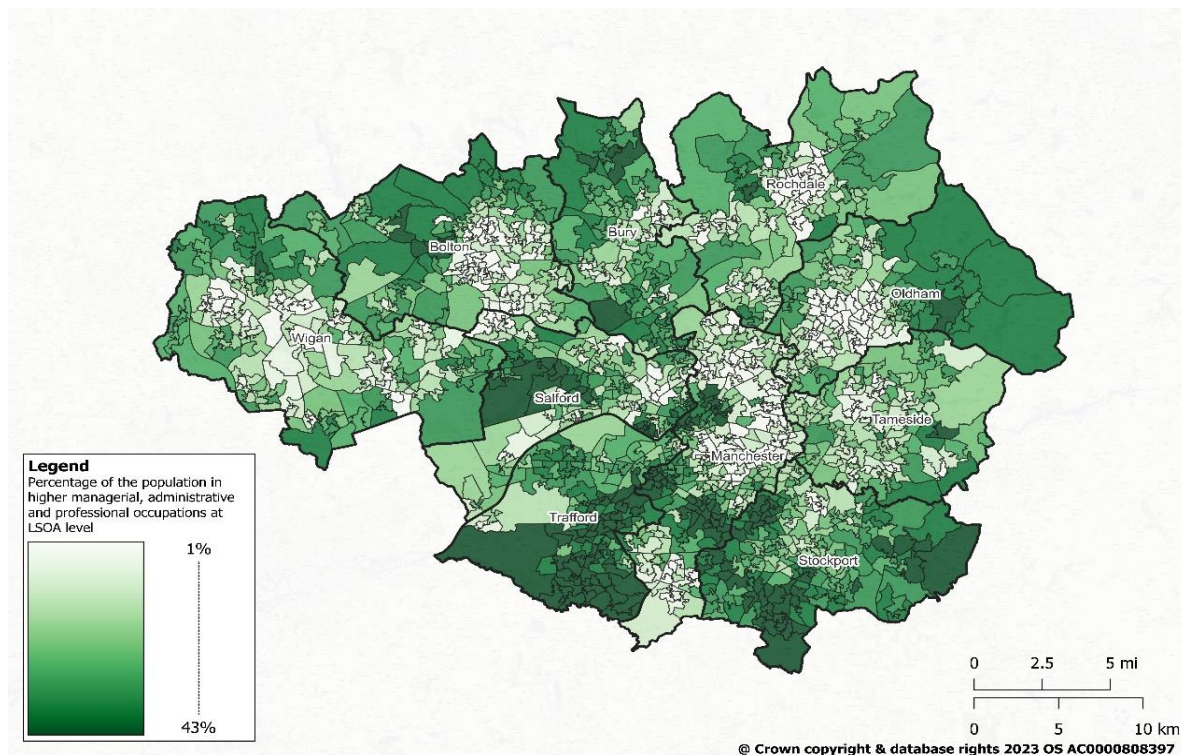 Rochdale
Bury
Bolton
Oldham
Wigan
Salford
Tameside
Manchester
Trafford
Stockport
Legend
Percentage of the population in
higher managerial, administrative
and professional occupations at
LSOA level
1%
43%
0 2.5 5 mi
0 5 10 km
@ Crown copyright & database rights 2023 OS AC0000808397